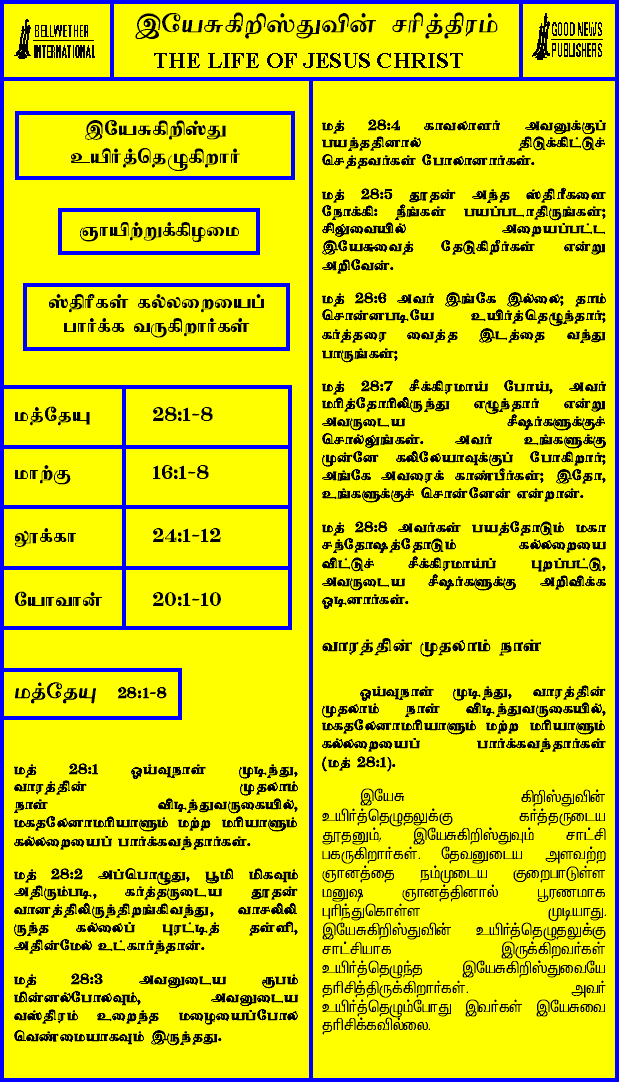 BELLWETHER
INTERNATIONAL
இயேசுகிறிஸ்துவின் சரித்திரம்
THE LIFE OF JESUS CHRIST
GOOD NEWS
PUBLISHERS
இயேசுகிறிஸ்து
உயிர்த்தெழுகிறார்
ஞாயிற்றுக்கிழமை
ஸ்திரீகள் கல்லறையைப்
பார்க்க வருகிறார்கள்
மத்தேயு 28:1-8
மாற்கு 16:1-8
லூக்கா 24:1-12
யோவான் 20:1-10
மத்தேயு 28:1-8
மத் 28:1 ஓய்வுநாள் முடிந்து,
வாரத்தின் முதலாம்
நாள் விடிந்துவருகையில்,
மகதலேனாமரியாளும் மற்ற மரியாளும்
கல்லறையைப் பார்க்கவந்தார்கள்.
மத் 28:2 அப்பொழுது, பூமி மிகவும்
அதிரும்படி, கர்த்தருடைய தூதன்
வானத்திலிருந்திறங்கிவந்து, வாசலிலி
ருந்த கல்லைப் புரட்டித் தள்ளி,
அதின்மேல் உட்கார்ந்தான்.
மத் 28:3 அவனுடைய ரூபம்
மின்னல்போலவும், அவனுடைய
வஸ்திரம் உறைந்த மழையைப்போல
வெண்மையாகவும் இருந்தது.
மத் 28:4 காவலாளர் அவனுக்குப்
பயந்ததினால் திடுக்கிட்டுச்
செத்தவர்கள் போலானார்கள்.
மத் 28:5 தூதன் அந்த ஸ்திரீகளை
நோக்கி: நீங்கள் பயப்படாதிருங்கள்;
சிலுவையில் அறையப்பட்ட
இயேசுவைத் தேடுகிறீர்கள் என்று
அறிவேன்.
மத் 28:6 அவர் இங்கே இல்லை; தாம்
சொன்னபடியே உயிர்த்தெழுந்தார்;
கர்த்தரை வைத்த இடத்தை வந்து
பாருங்கள்;
மத் 28:7 சீக்கிரமாய் போய், அவர்
மரித்தோரிலிருந்து எழுந்தார் என்று
அவருடைய சீஷர்களுக்குச்
சொல்லுங்கள். அவர் உங்களுக்கு
முன்னே கலிலேயாவுக்குப் போகிறார்;
அங்கே அவரைக் காண்பீர்கள்; இதோ,
உங்களுக்குச் சொன்னேன் என்றான்.
மத் 28:8 அவர்கள் பயத்தோடும் மகா
சந்தோஷத்தோடும் கல்லறையை
விட்டுச் சீக்கிரமாய்ப் புறப்பட்டு,
அவருடைய சீஷர்களுக்கு அறிவிக்க
ஓடினார்கள்.
வாரத்தின் முதலாம் நாள்
ஓய்வுநாள் முடிந்து, வாரத்தின்
முதலாம் நாள் விடிந்துவருகையில்,
மகதலேனாமரியாளும் மற்ற மரியாளும்
கல்லறையைப் பார்க்கவந்தார்கள்
(மத் 28:1).
இயேசு கிறிஸ்துவின்
உயிர்த்தெழுதலுக்கு கர்த்தருடைய
தூதனும், இயேசுகிறிஸ்துவும் சாட்சி
பகருகிறார்கள். தேவனுடைய அளவற்ற
ஞானத்தை நம்முடைய குறைபாடுள்ள
மனுஷ ஞானத்தினால் பூரணமாக
புரிந்துகொள்ள முடியாது.
இயேசுகிறிஸ்துவின் உயிர்த்தெழுதலுக்கு
சாட்சியாக இருக்கிறவர்கள்
உயிர்த்தெழுந்த இயேசுகிறிஸ்துவையே
தரிசித்திருக்கிறார்கள். அவர்
உயிர்த்தெழும்போது இவர்கள் இயேசுவை
தரிசிக்கவில்லை.